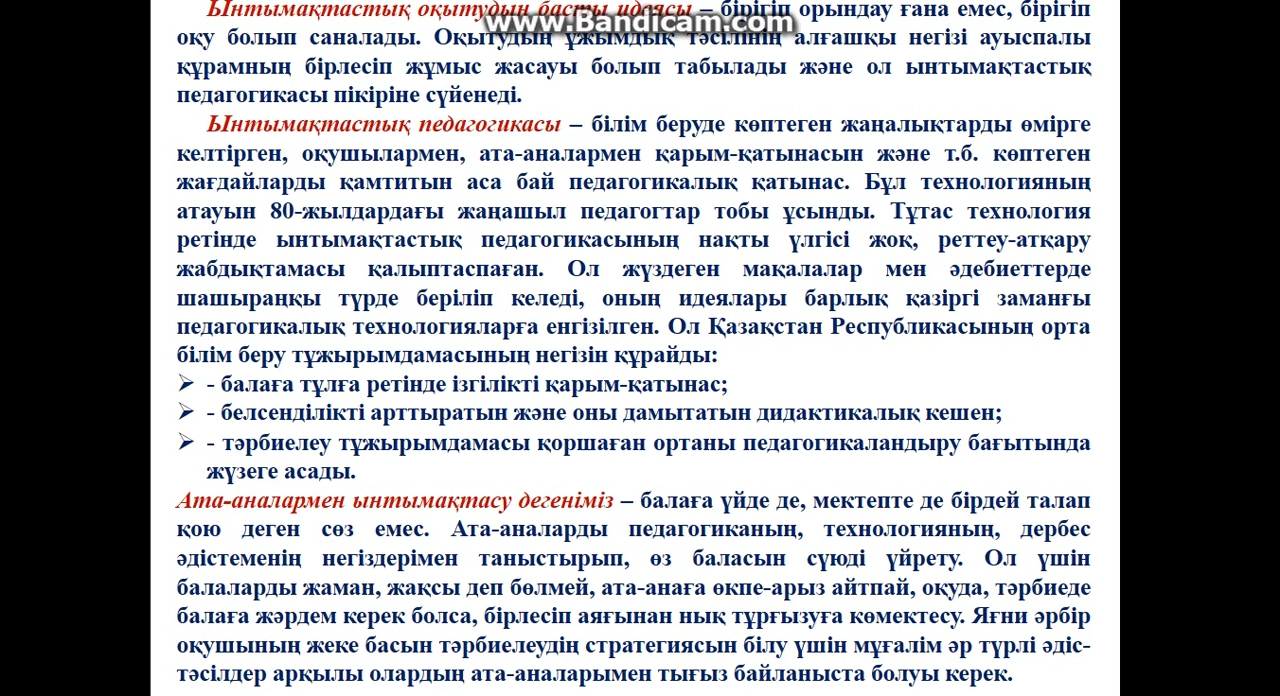 Ынтымақтастық оқытудың басты идеясы – бірігіп орындау ғана емес, бірігіп
www.Bandicam.com
оқу болып саналады. Оқытудың ұжымдық тәсілінің алғашқы негізі ауыспалы
құрамның бірлесіп жұмыс жасауы болып табылады және ол ынтымақтастық
педагогикасы пікіріне сүйенеді.
Ынтымақтастық педагогикасы – білім беруде көптеген жаңалықтарды өмірге
келтірген, оқушылармен, ата-аналармен қарым-қатынасын және т.б. көптеген
жағдайларды қамтитын аса бай педагогикалық қатынас. Бұл технологияның
атауын 80-жылдардағы жаңашыл педагогтар тобы ұсынды. Тұтас технология
ретінде ынтымақтастық педагогикасының нақты үлгісі жоқ, реттеу-атқару
жабдықтамасы қалыптаспаған. Ол жүздеген мақалалар мен әдебиеттерде
шашыраңқы түрде беріліп келеді, оның идеялары барлық қазіргі заманғы
педагогикалық технологияларға енгізілген. Ол Қазақстан Республикасының орта
білім беру тұжырымдамасының негізін құрайды:
➢ - балаға тұлға ретінде ізгілікті қарым-қатынас;
➢ - белсенділікті арттыратын және оны дамытатын дидактикалық кешен;
➢ - тәрбиелеу тұжырымдамасы қоршаған ортаны педагогикаландыру бағытында
жүзеге асады.
Ата-аналармен ынтымақтасу дегеніміз – балаға үйде де, мектепте де бірдей талап
қою деген сөз емес. Ата-аналарды педагогиканың, технологияның, дербес
әдістеменің негіздерімен таныстырып, өз баласын сүюді үйрету. Ол үшін
балаларды жаман, жақсы деп бөлмей, ата-анаға өкпе-арыз айтпай, оқуда, тәрбиеде
балаға жәрдем керек болса, бірлесіп аяғынан нық тұрғызуға көмектесу. Яғни әрбір
оқушының жеке басын тәрбиелеудің стратегиясын білу үшін мұғалім әр түрлі әдіс-
тәсілдер арқылы олардың ата-аналарымен тығыз байланыста болуы керек.